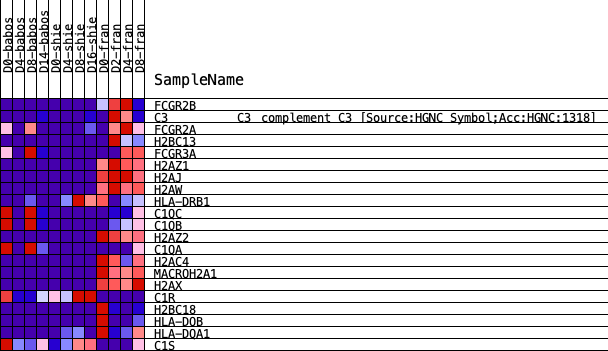 D0-babos
D4-babos
D8-babos
D14-babos
D0-shie
D4-shie
D8-shie
D16-shie
D0-fran
D2-fran
D4-fran
D8-fran
SampleName
FCGR2B
C3 C3 complement C3 [Source:HGNC Symbol;Acc:HGNC:1318]
FCGR2A
H2BC13
FCGR3A
H2AZ1
H2AJ
H2AW
HLA-DRB1
C1QC
C1QB
H2AZ2
C1QA
H2AC4
MACROH2A1
H2AX
C1R
H2BC18
HLA-DOB
HLA-DQA1
C1S